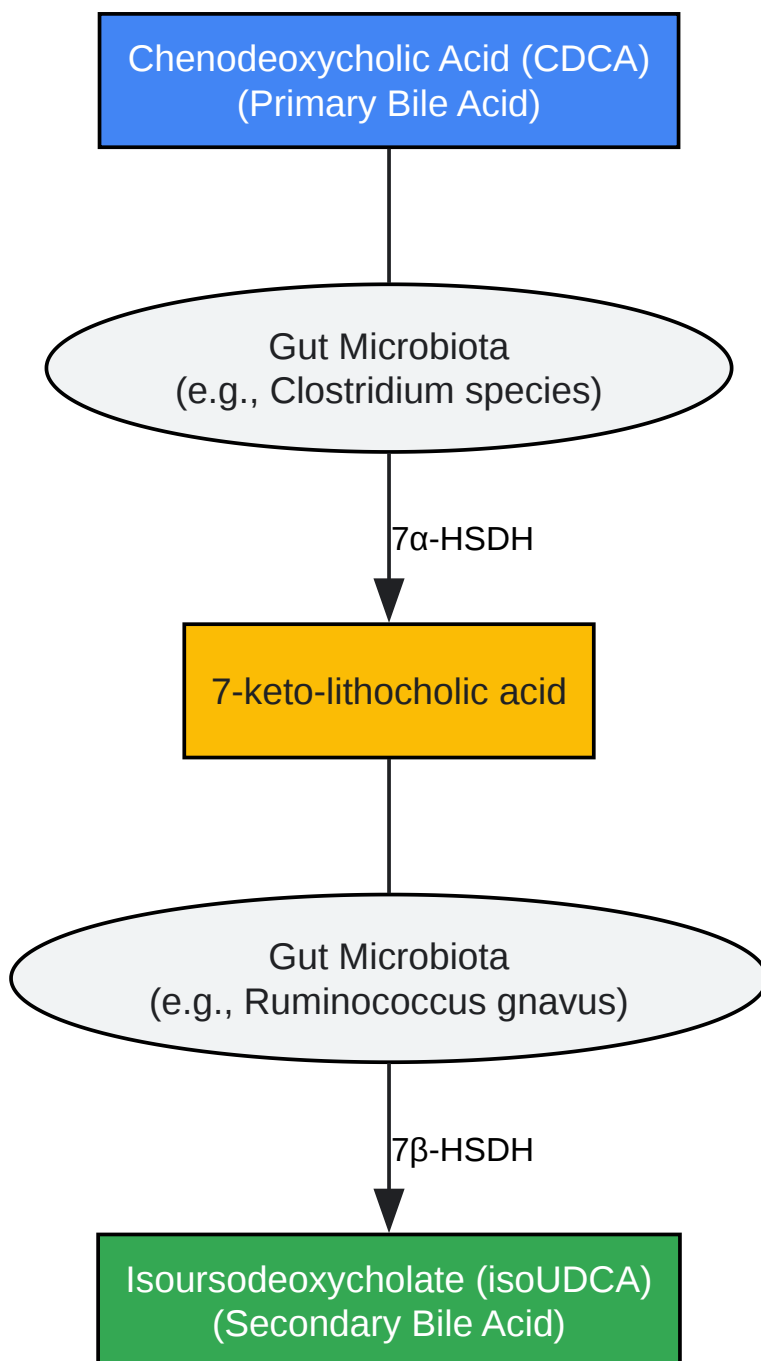 Chenodeoxycholic Acid (CDCA)
(Primary Bile Acid)
Gut Microbiota
(e.g., Clostridium species)
7α-HSDH
7-keto-lithocholic acid
Gut Microbiota
(e.g., Ruminococcus gnavus)
7β-HSDH
Isoursodeoxycholate (isoUDCA)
(Secondary Bile Acid)